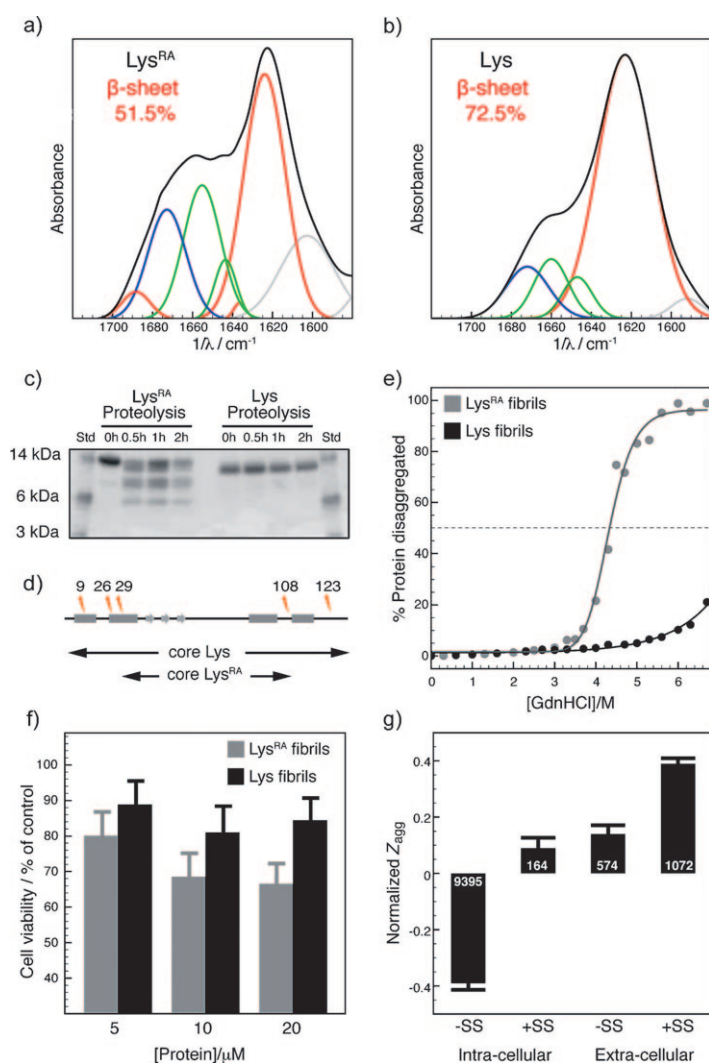 a)
Lys^RA
β-sheet
51.5%
Absorbance
1700 1680 1660 1640 1620 1600
1/λ / cm⁻¹
b)
Lys
β-sheet
72.5%
Absorbance
1700 1680 1660 1640 1620 1600
1/λ / cm⁻¹
c)
Lys^RA Lys
Proteolysis Proteolysis
Std 0h 0.5h 1h 2h 0h 0.5h 1h 2h Std
14 kDa
6 kDa
3 kDa
d)
9 26 29 108 123
core Lys
core Lys^RA
e)
Lys^RA fibrils
Lys fibrils
% Protein disaggregated
100
80
60
40
20
0
0 1 2 3 4 5 6
[GdnHCl]/M
f)
Lys^RA fibrils
Lys fibrils
Cell viability / % of control
100
90
80
70
60
50
40
5 10 20
[Protein]/μM
g)
Normalized Z_agg
0.4
0.2
0
-0.2
-0.4
9395 164 574 1072
-SS +SS -SS +SS
Intra-cellular Extra-cellular